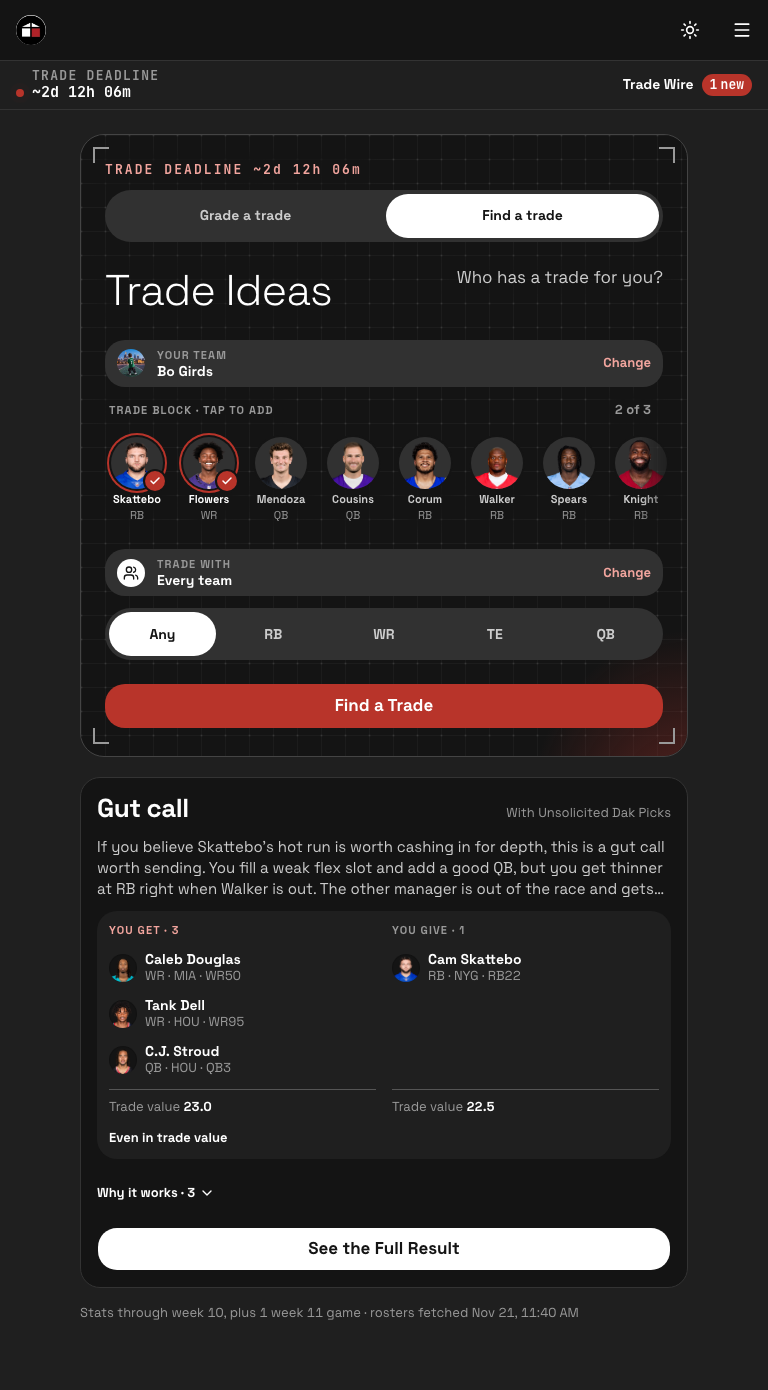 TRADE DEADLINE
~2d 12h 06m
Trade Wire 1 new
TRADE DEADLINE ~2d 12h 06m
Grade a trade
Find a trade
Trade Ideas
Who has a trade for you?
YOUR TEAM
Bo Girds
Change
TRADE BLOCK · TAP TO ADD
2 of 3
Skattebo
RB
Flowers
WR
Mendoza
QB
Cousins
QB
Corum
RB
Walker
RB
Spears
RB
Knight
RB
TRADE WITH
Every team
Change
Any
RB
WR
TE
QB
Find a Trade
Gut call
With Unsolicited Dak Picks
If you believe Skattebo's hot run is worth cashing in for depth, this is a gut call
worth sending. You fill a weak flex slot and add a good QB, but you get thinner
at RB right when Walker is out. The other manager is out of the race and gets...
YOU GET · 3
Caleb Douglas
WR · MIA · WR50
Tank Dell
WR · HOU · WR95
C.J. Stroud
QB · HOU · QB3
Trade value 23.0
YOU GIVE · 1
Cam Skattebo
RB · NYG · RB22
Trade value 22.5
Even in trade value
Why it works · 3
See the Full Result
Stats through week 10, plus 1 week 11 game · rosters fetched Nov 21, 11:40 AM